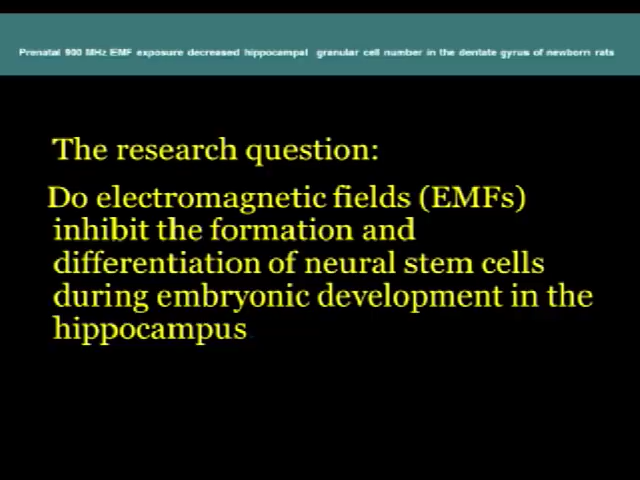 Prenatal 900 MHz EMF exposure decreased hippocampal granular cell number in the dentate gyrus of newborn rats
The research question:
Do electromagnetic fields (EMFs)
inhibit the formation and
differentiation of neural stem cells
during embryonic development in the
hippocampus